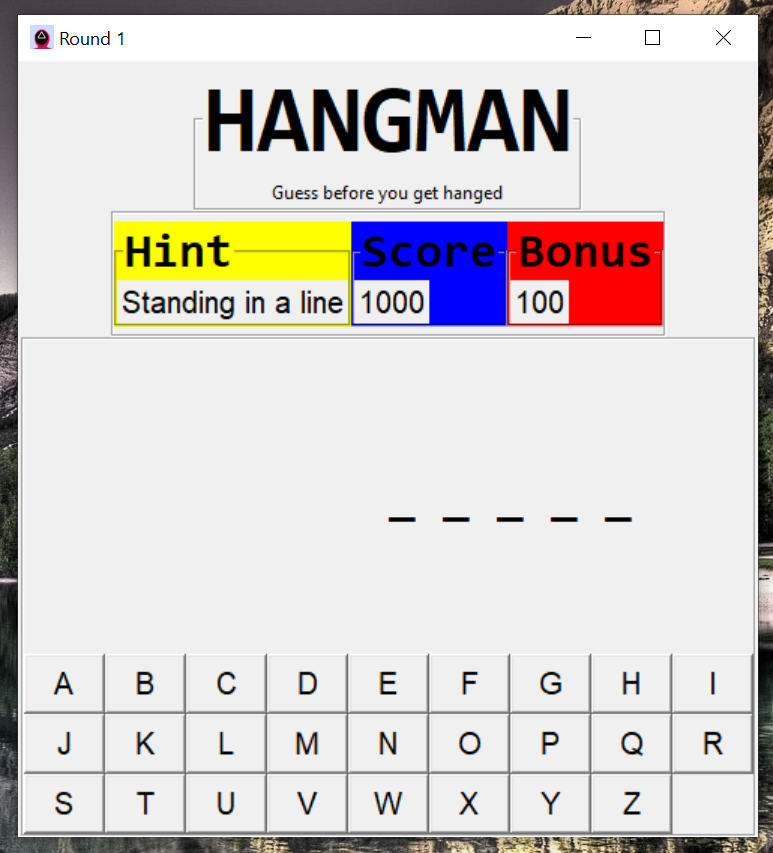 Round 1
HANGMAN
Guess before you get hanged
Hint Score Bonus
Standing in a line 1000 100
_ _ _ _ _
A B C D E F G H I
J K L M N O P Q R
S T U V W X Y Z